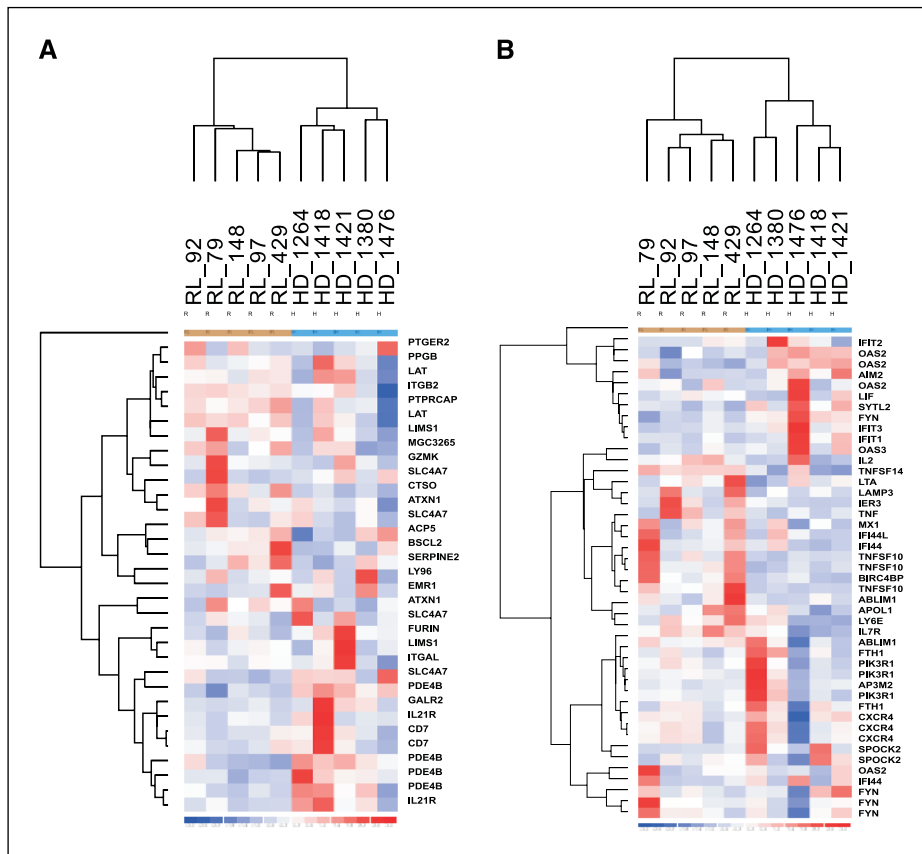 A
RL_92
RL_79
RL_148
RL_97
RL_429
HD_1264
HD_1418
HD_1421
HD_1380
HD_1476
R
R
R
R
R
H
H
H
H
H
PTGER2
PPGB
LAT
ITGB2
PTPRCAP
LAT
LIMS1
MGC3265
GZMK
SLC4A7
CTSO
ATXN1
SLC4A7
ACP5
BSCL2
SERPINE2
LY96
EMR1
ATXN1
SLC4A7
FURIN
LIMS1
ITGAL
SLC4A7
PDE4B
GALR2
IL21R
CD7
CD7
PDE4B
PDE4B
PDE4B
IL21R
B
RL_79
RL_92
RL_97
RL_148
RL_429
HD_1264
HD_1380
HD_1476
HD_1418
HD_1421
R
R
R
R
R
H
H
H
H
H
IFIT2
OAS2
OAS2
AIM2
OAS2
LIF
SYTL2
FYN
IFIT3
IFIT1
OAS3
IL2
TNFSF14
LTA
LAMP3
IER3
TNF
MX1
IFI44L
IFI44
TNFSF10
TNFSF10
BIRC4BP
TNFSF10
ABLIM1
APOL1
LY6E
IL7R
ABLIM1
FTH1
PIK3R1
PIK3R1
AP3M2
PIK3R1
FTH1
CXCR4
CXCR4
CXCR4
SPOCK2
SPOCK2
OAS2
IFI44
FYN
FYN
FYN